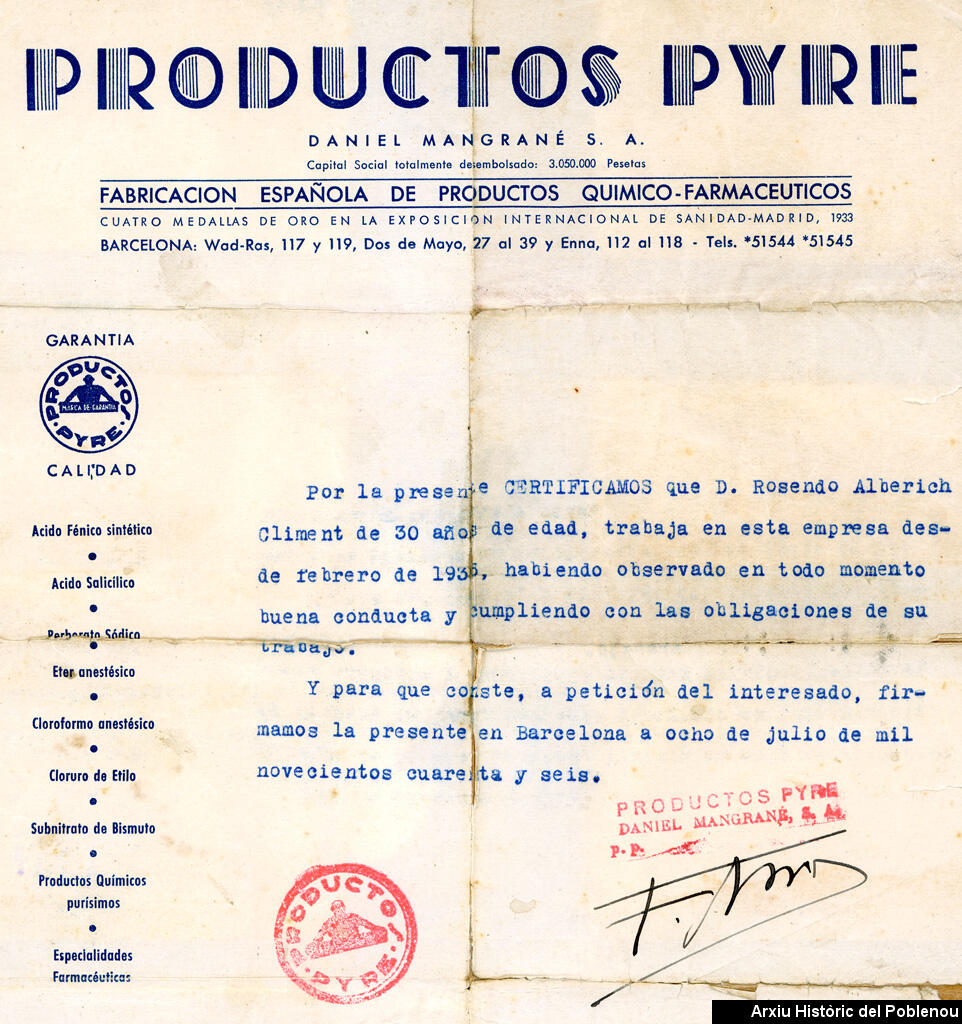 PRODUCTOS PYRE
DANIEL MANGRANÉ S. A.
Capital Social totalmente desembolsado: 3.050.000 Pesetas
FABRICACION ESPAÑOLA DE PRODUCTOS QUIMICO-FARMACEUTICOS
CUATRO MEDALLAS DE ORO EN LA EXPOSICION INTERNACIONAL DE SANIDAD-MADRID, 1933
BARCELONA: Wad-Ras, 117 y 119, Dos de Mayo, 27 al 39 y Enna, 112 al 118 - Tels. *51544 *51545
GARANTIA
PRODUCTOS
MARCA DE GARANTIA
PYRE
CALIDAD
Acido Fénico sintético
Acido Salicílico
Perborato Sódico
Eter anestésico
Cloroformo anestésico
Cloruro de Etilo
Subnitrato de Bismuto
Productos Químicos
purísimos
Especialidades
Farmacéuticas
Por la presente CERTIFICAMOS que D. Rosendo Alberich
Climent de 30 años de edad, trabaja en esta empresa des-
de febrero de 1935, habiendo observado en todo momento
buena conducta y cumpliendo con las obligaciones de su
trabajo.
Y para que conste, a petición del interesado, fir-
mamos la presente en Barcelona a ocho de julio de mil
novecientos cuarenta y seis.
PRODUCTOS PYRE
DANIEL MANGRANÉ, S. A.
P. P.
PRODUCTOS
PYRE
Arxiu Històric del Poblenou